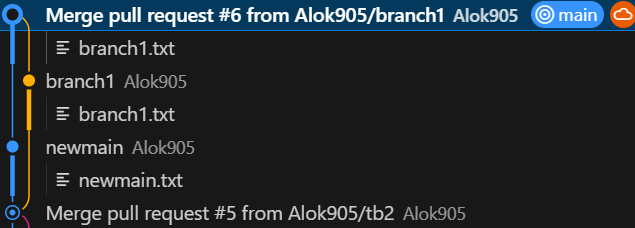 Merge pull request #6 from Alok905/branch1 Alok905 main
branch1.txt
branch1 Alok905
branch1.txt
newmain Alok905
newmain.txt
Merge pull request #5 from Alok905/tb2 Alok905